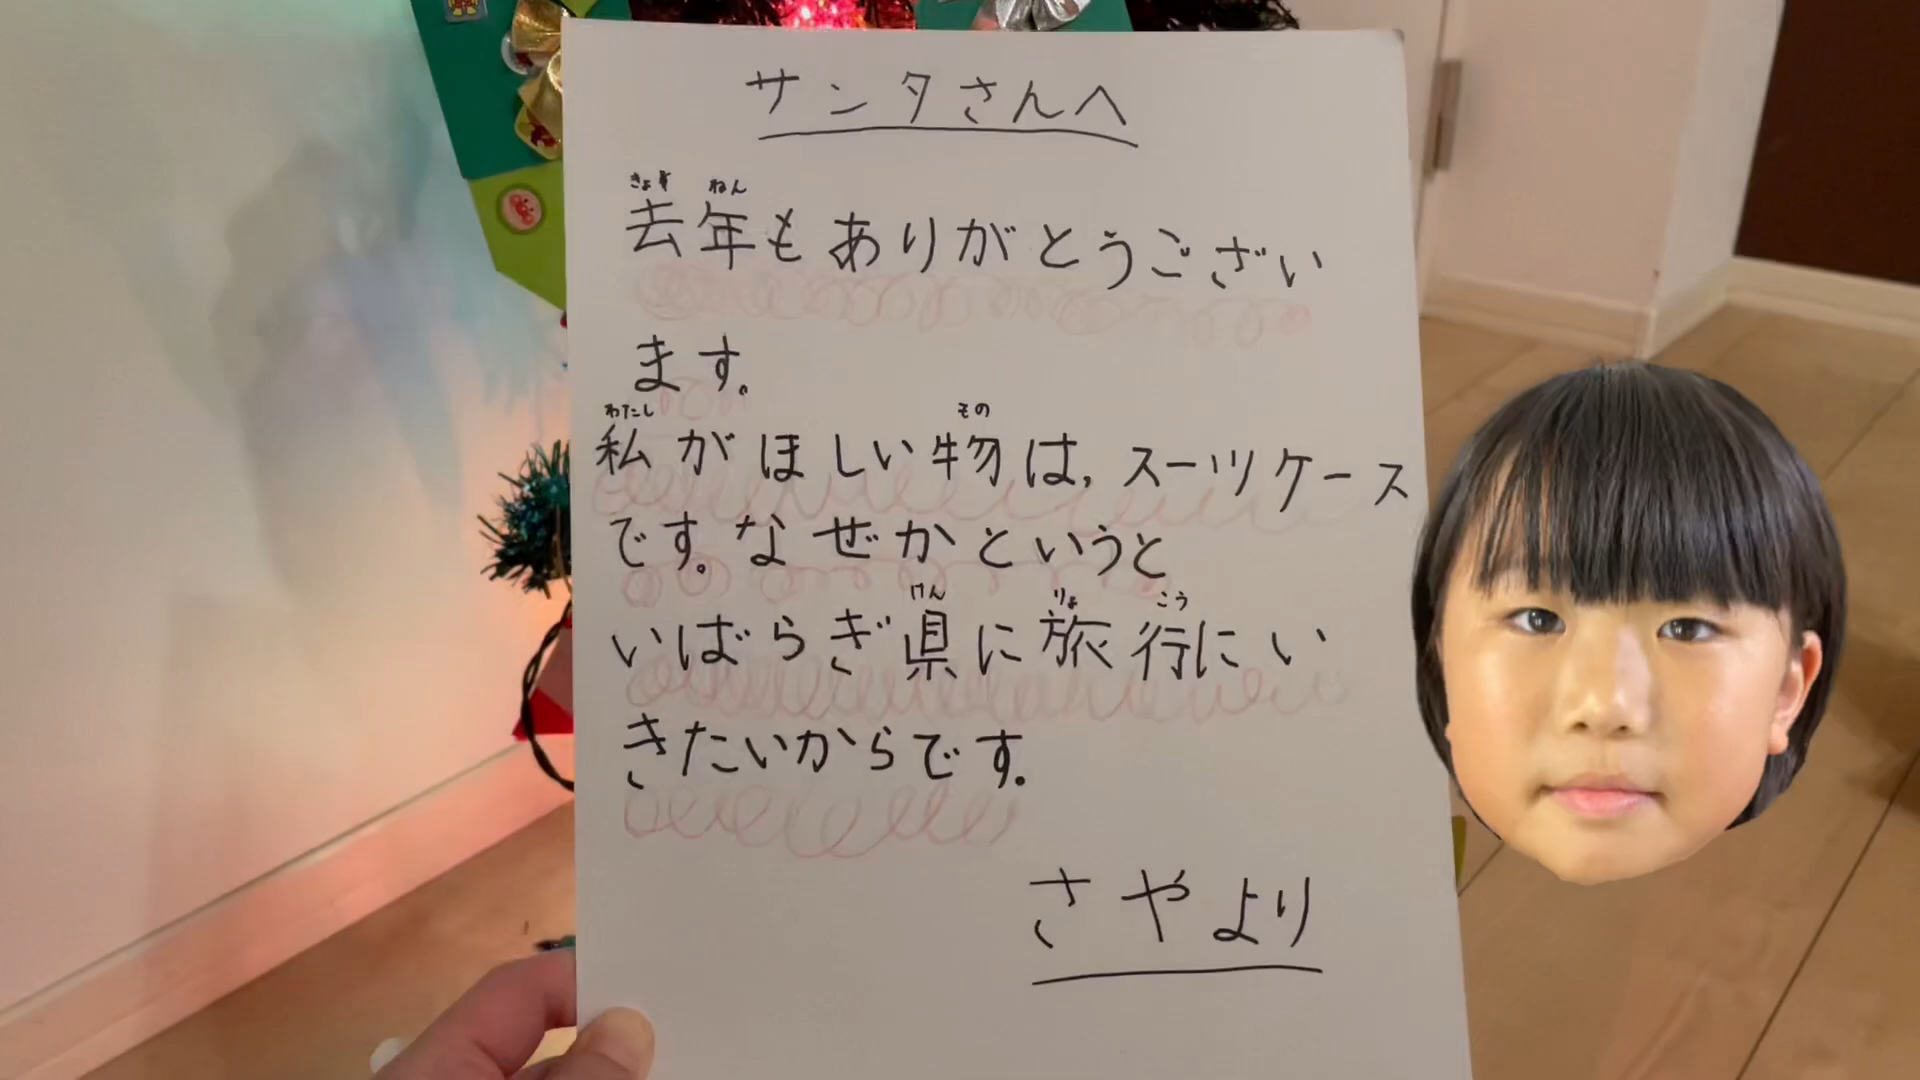 サンタさんへ
きょ年 ねん
去年もありがとうござい
ます。
わたし もの
私がほしい物は、スーツケース
です。なぜかというと
けん りょ こう
いばらぎ県に旅行にい
きたいからです。
さやより